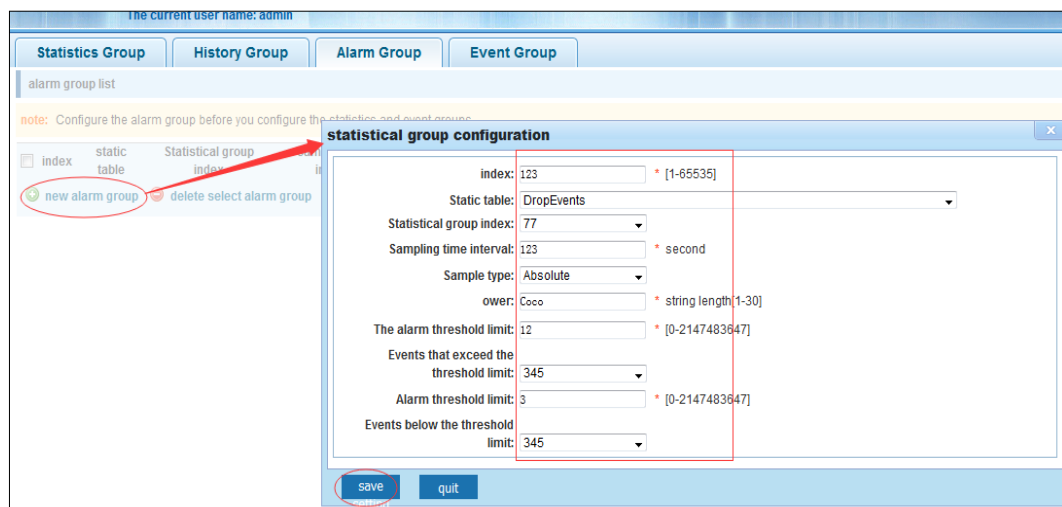 The current user name: admin
Statistics Group History Group Alarm Group Event Group
alarm group list
note: Configure the alarm group before you configure the statistics and event groups
statistical group configuration
index static table Statistical group index
new alarm group delete select alarm group
index: 123 * [1-65535]
Static table: DropEvents
Statistical group index: 77
Sampling time interval: 123 * second
Sample type: Absolute
ower: Coco * string length[1-30]
The alarm threshold limit: 12 * [0-2147483647]
Events that exceed the
threshold limit: 345
Alarm threshold limit: 3 * [0-2147483647]
Events below the threshold
limit: 345
save quit